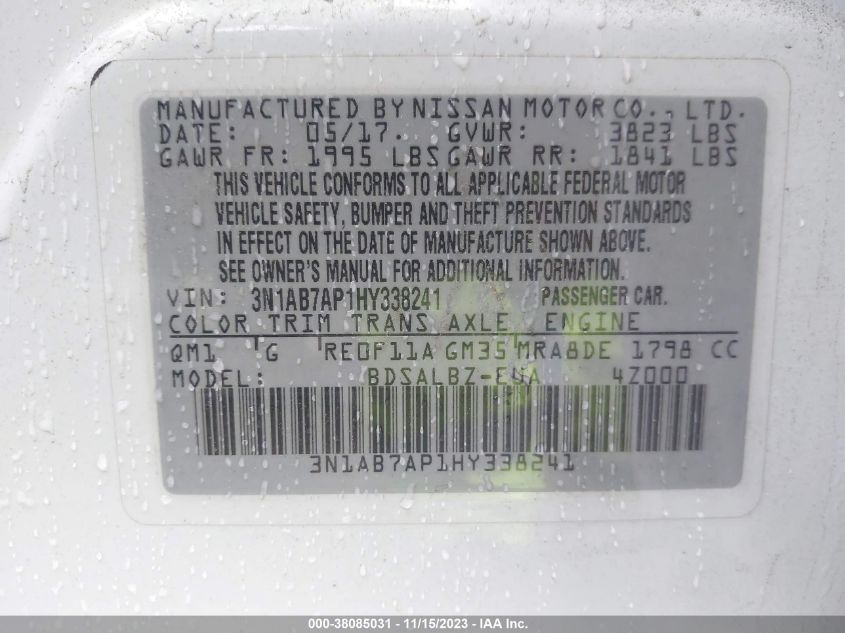 MANUFACTURED BY NISSAN MOTOR CO., LTD.
DATE: 05/17. GVWR: 3823 LBS
GAWR FR: 1995 LBS GAWR RR: 1841 LBS
THIS VEHICLE CONFORMS TO ALL APPLICABLE FEDERAL MOTOR
VEHICLE SAFETY, BUMPER AND THEFT PREVENTION STANDARDS
IN EFFECT ON THE DATE OF MANUFACTURE SHOWN ABOVE.
SEE OWNER'S MANUAL FOR ADDITIONAL INFORMATION.
VIN: 3N1AB7AP1HY338241 PASSENGER CAR.
COLOR TRIM TRANS AXLE ENGINE
QM1 G RE0F11A GM35 MRA8DE 1798 CC
MODEL: BDSALBZ-E4A 4Z000
3N1AB7AP1HY338241
000-38085031 - 11/15/2023 - IAA Inc.